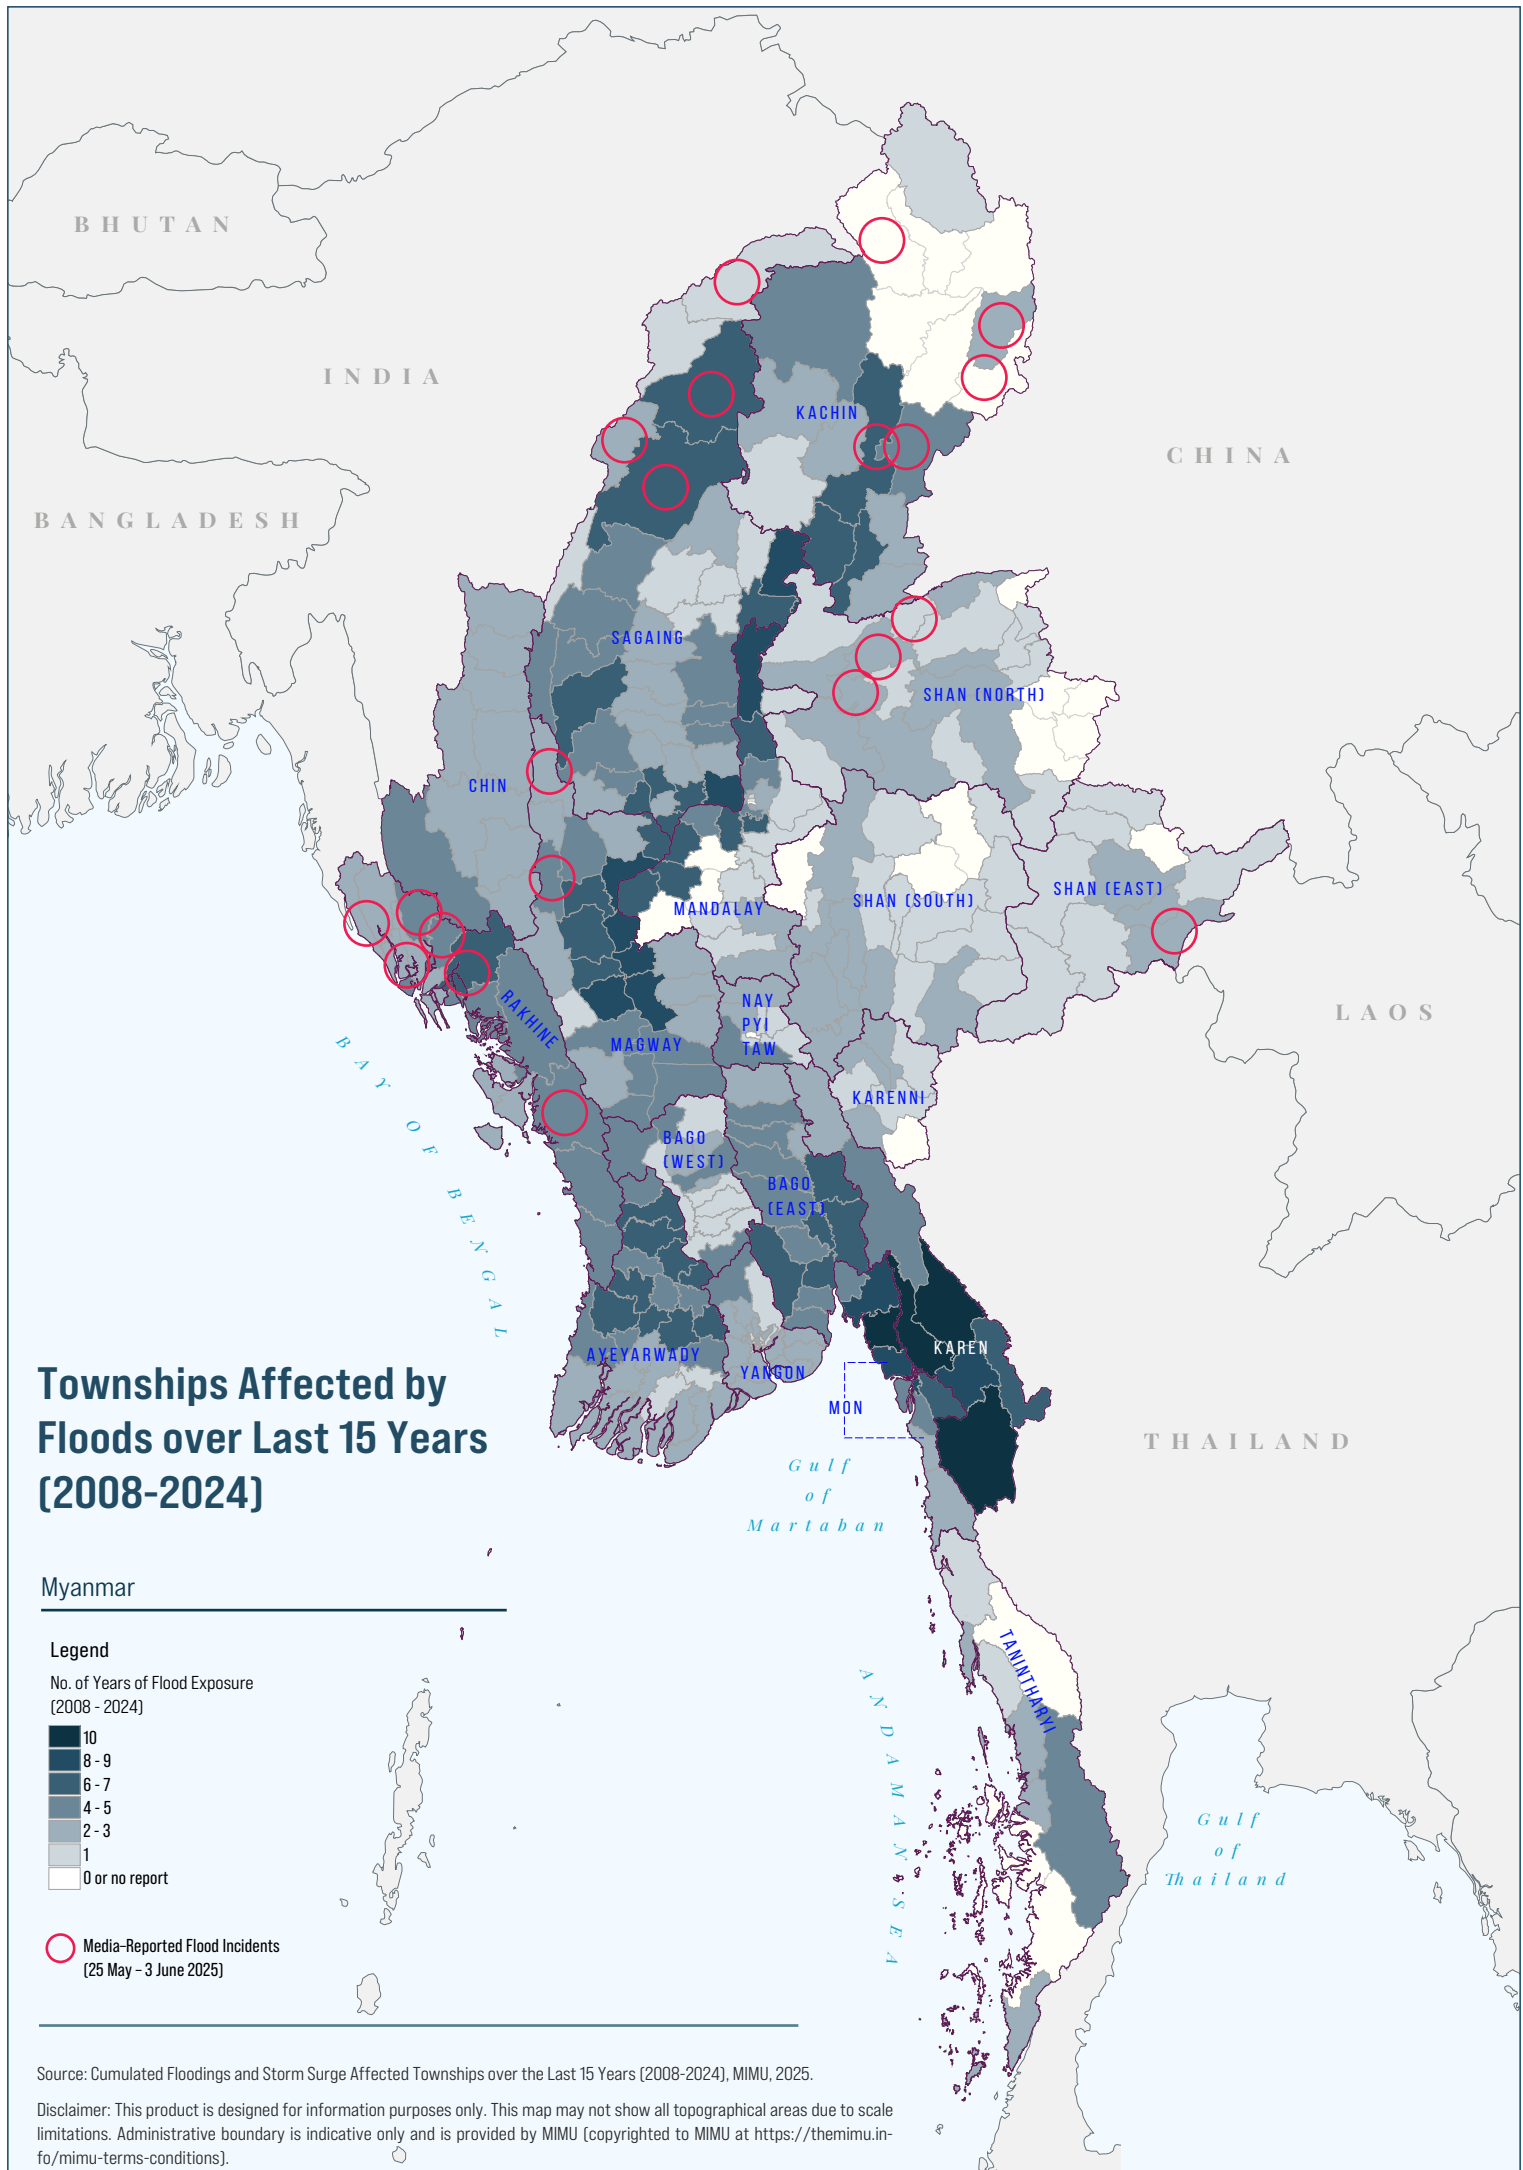 BHUTAN
INDIA
CHINA
BANGLADESH
KACHIN
SAGAING
SHAN (NORTH)
CHIN
SHAN (EAST)
SHAN (SOUTH)
MANDALAY
RAKHINE
NAY
PYI
TAW
LAOS
MAGWAY
KARENNI
BAY OF BENGAL
BAGO
(WEST)
BAGO
(EAST)
KAREN
AYEYARWADY
YANGON
MON
THAILAND
Gulf
of
Martaban
Townships Affected by
Floods over Last 15 Years
(2008-2024)
Myanmar
TANINTHARYI
ANDAMAN SEA
Gulf
of
Thailand
Legend
No. of Years of Flood Exposure
(2008 - 2024)
10
8 - 9
6 - 7
4 - 5
2 - 3
1
0 or no report
Media-Reported Flood Incidents
(25 May – 3 June 2025)
Source: Cumulated Floodings and Storm Surge Affected Townships over the Last 15 Years (2008-2024), MIMU, 2025.
Disclaimer: This product is designed for information purposes only. This map may not show all topographical areas due to scale
limitations. Administrative boundary is indicative only and is provided by MIMU (copyrighted to MIMU at https://themimu.in-
fo/mimu-terms-conditions).